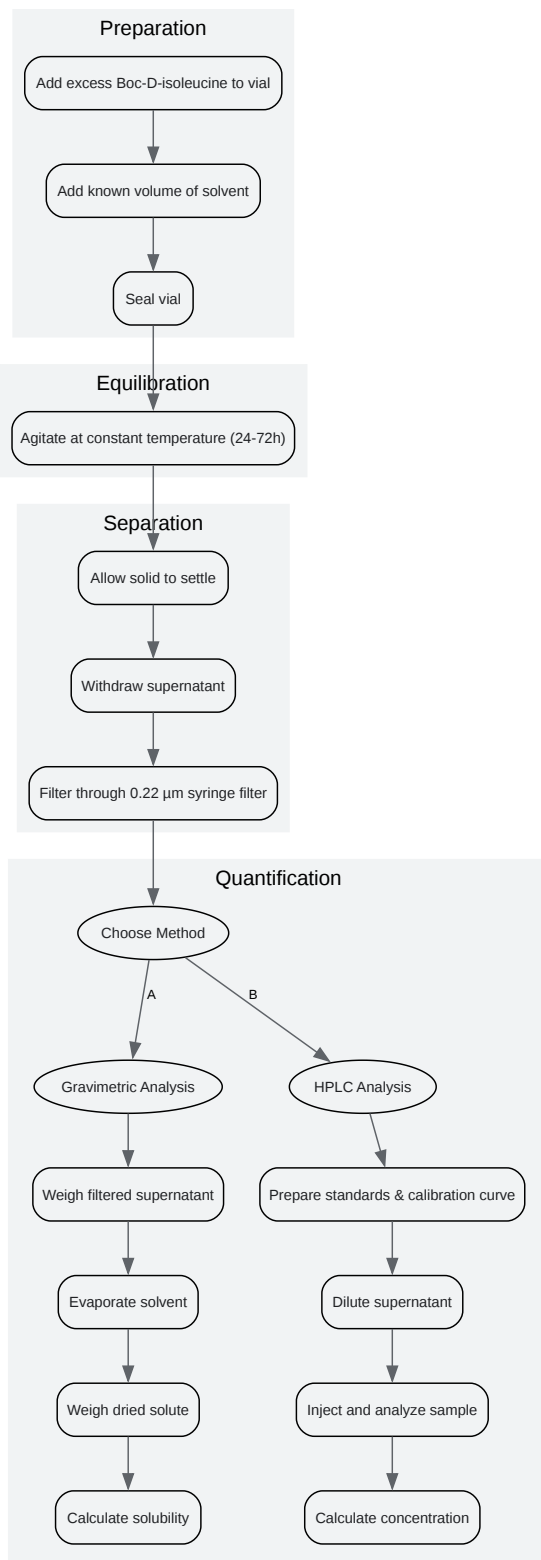 Preparation
Add excess Boc-D-isoleucine to vial
Add known volume of solvent
Seal vial
Equilibration
Agitate at constant temperature (24-72h)
Separation
Allow solid to settle
Withdraw supernatant
Filter through 0.22 µm syringe filter
Quantification
Choose Method
A
B
Gravimetric Analysis
HPLC Analysis
Weigh filtered supernatant
Prepare standards & calibration curve
Evaporate solvent
Dilute supernatant
Weigh dried solute
Inject and analyze sample
Calculate solubility
Calculate concentration